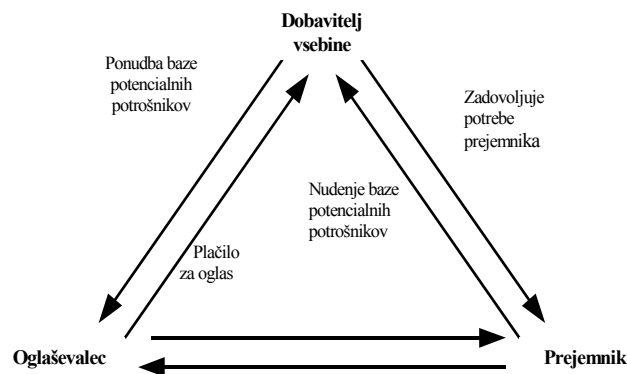 Dobavitelj
vsebine
Ponudba baze
potencialnih
potrošnikov
Zadovoljuje
potrebe
prejemnika
Nudenje baze
potencialnih
potrošnikov
Plačilo
za oglas
Oglaševalec
Prejemnik